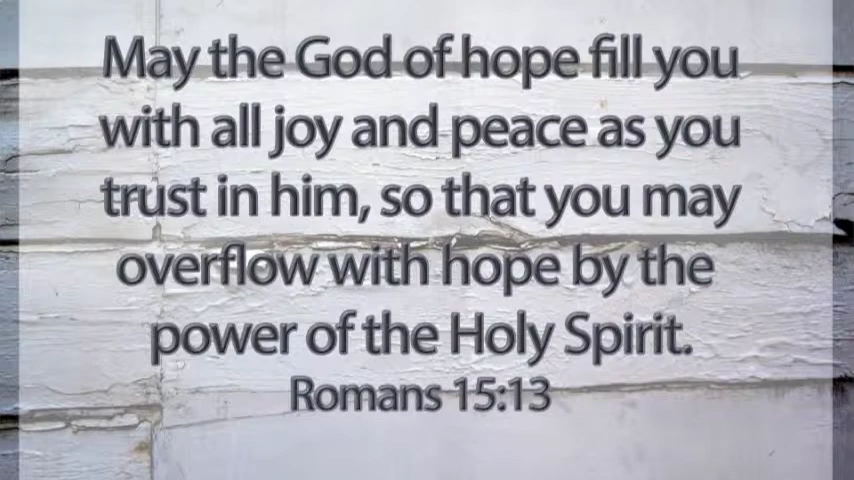 May the God of hope fill you
with all joy and peace as you
trust in him, so that you may
overflow with hope by the
power of the Holy Spirit.
Romans 15:13